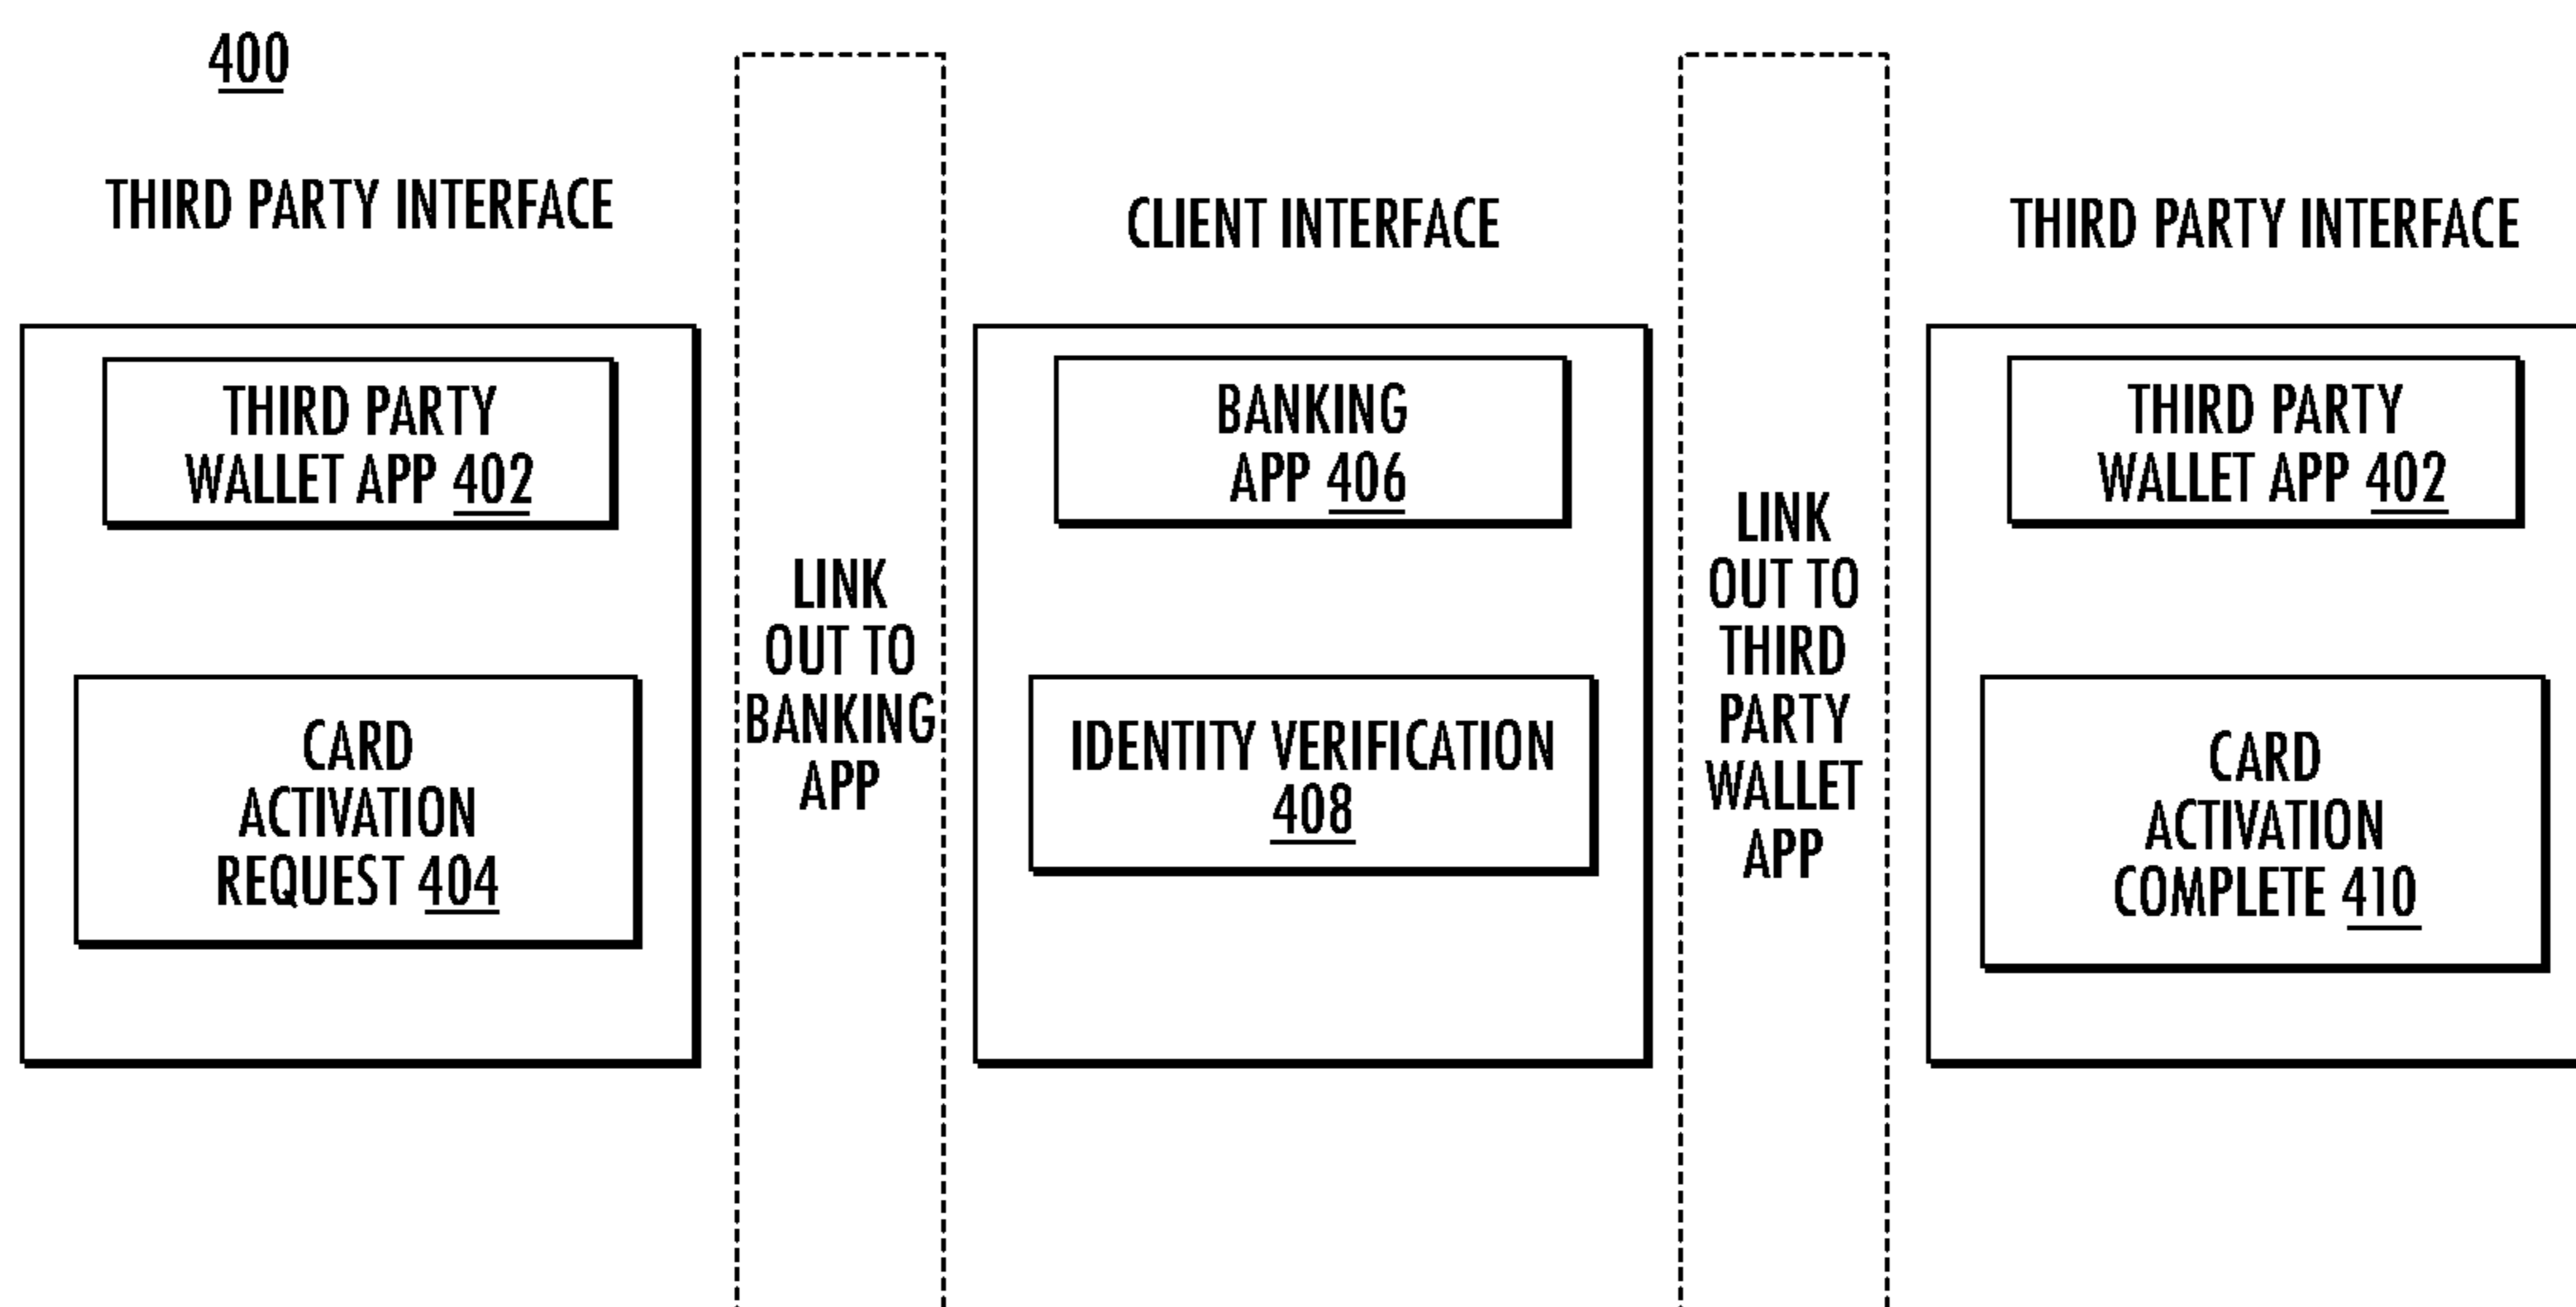 400
THIRD PARTY INTERFACE
THIRD PARTY
WALLET APP 402
CARD
ACTIVATION
REQUEST 404
LINK
OUT TO
BANKING
APP
CLIENT INTERFACE
BANKING
APP 406
IDENTITY VERIFICATION
408
LINK
OUT TO
THIRD
PARTY
WALLET
APP
THIRD PARTY INTERFACE
THIRD PARTY
WALLET APP 402
CARD
ACTIVATION
COMPLETE 410